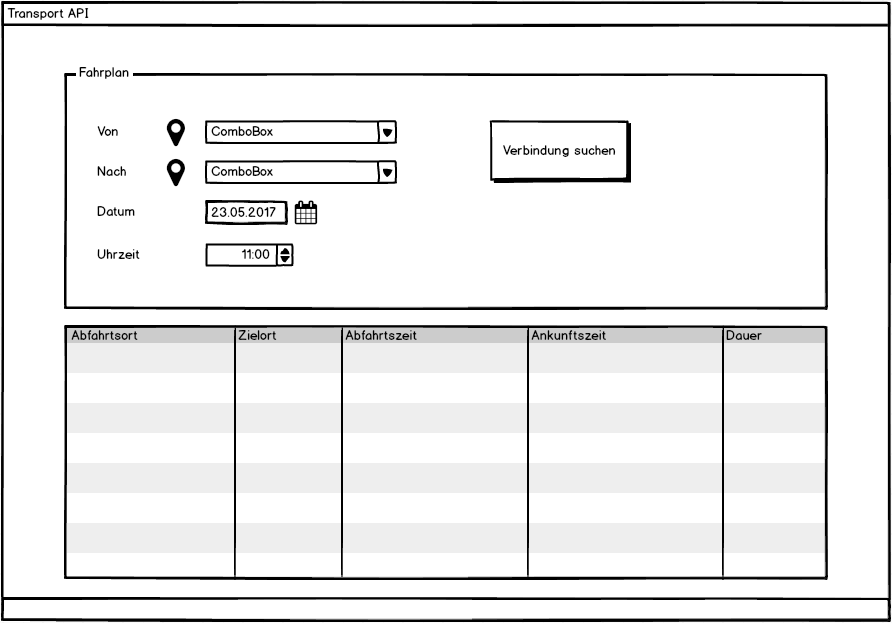 Transport API
Fahrplan
Von ComboBox
Verbindung suchen
Nach ComboBox
Datum 23.05.2017
Uhrzeit 11:00
Abfahrtsort Zielort Abfahrtszeit Ankunftszeit Dauer